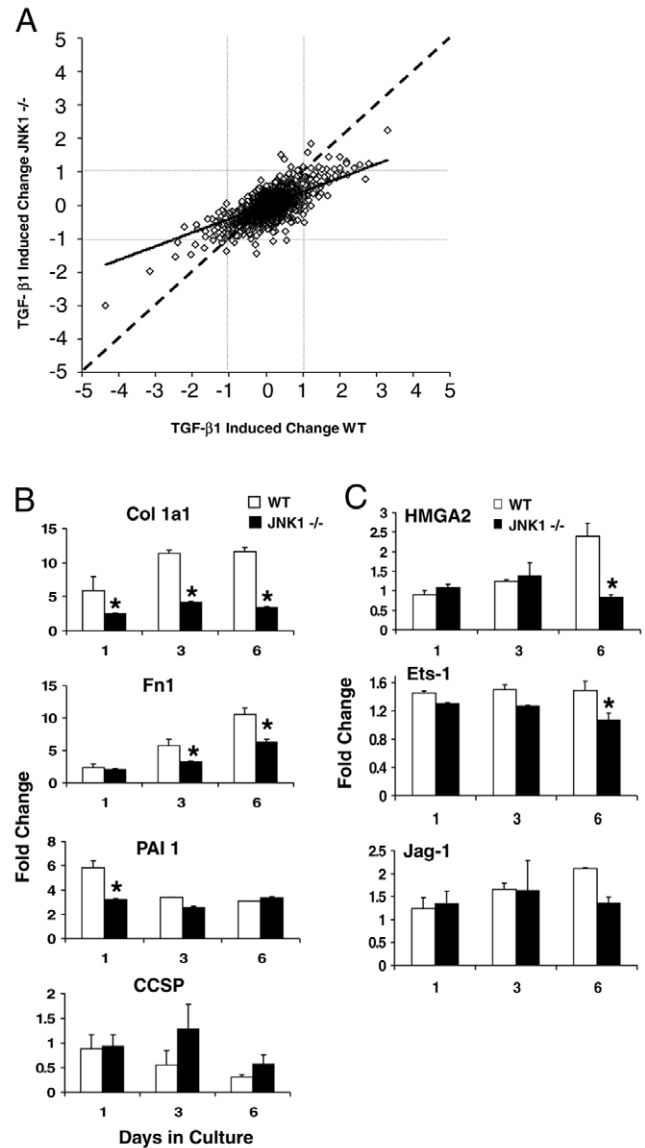 A
5
4
3
2
1
0
-1
-2
-3
-4
-5
TGF- β1 Induced Change JNK1 -/-
-5 -4 -3 -2 -1 0 1 2 3 4 5
TGF-β1 Induced Change WT
B
WT
JNK1 -/-
Col 1a1
15
10
5
0
*
*
*
1 3 6
Fn1
15
10
5
0
*
*
1 3 6
Fold Change
PAI 1
8
6
4
2
0
*
1 3 6
CCSP
2
1.5
1
0.5
0
1 3 6
Days in Culture
C
WT
JNK1 -/-
HMGA2
3
2.5
2
1.5
1
0.5
0
*
1 3 6
Ets-1
1.6
1.2
0.8
0.4
0
*
1 3 6
Fold Change
Jag-1
2.5
2
1.5
1
0.5
0
1 3 6